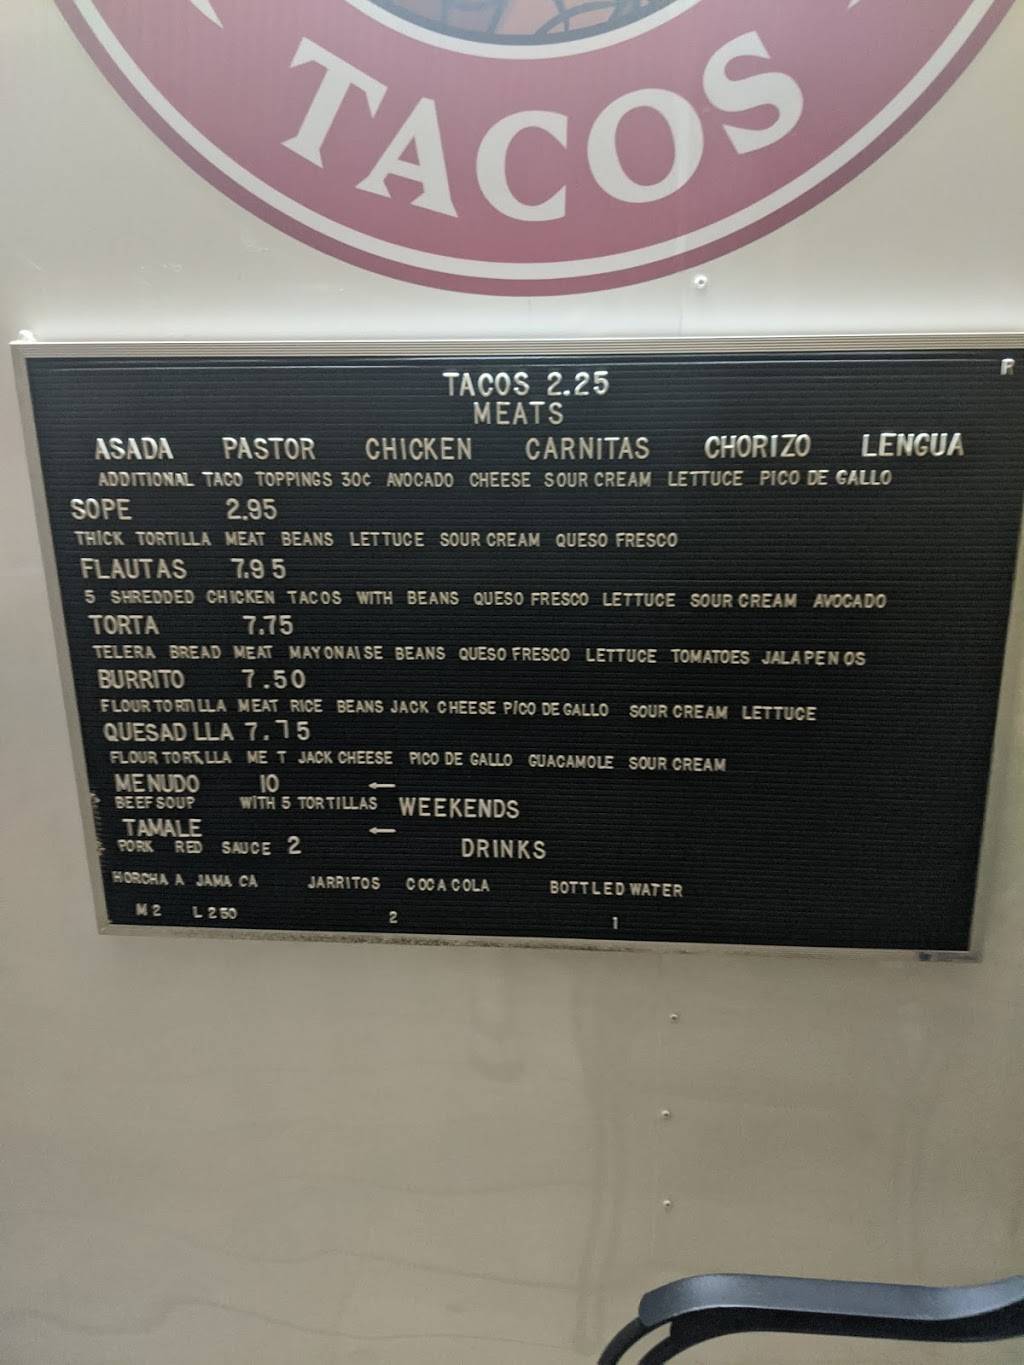 TACOS
R
TACOS 2.25
MEATS
ASADA PASTOR CHICKEN CARNITAS CHORIZO LENGUA
ADDITIONAL TACO TOPPINGS 30¢ AVOCADO CHEESE SOUR CREAM LETTUCE PICO DE GALLO
SOPE 2.95
THICK TORTILLA MEAT BEANS LETTUCE SOUR CREAM QUESO FRESCO
FLAUTAS 7.95
5 SHREDDED CHICKEN TACOS WITH BEANS QUESO FRESCO LETTUCE SOUR CREAM AVOCADO
TORTA 7.75
TELERA BREAD MEAT MAYONAISE BEANS QUESO FRESCO LETTUCE TOMATOES JALAPENOS
BURRITO 7.50
FLOUR TORTILLA MEAT RICE BEANS JACK CHEESE PICO DE GALLO SOUR CREAM LETTUCE
QUESAD LLA 7.75
FLOUR TORTILLA ME T JACK CHEESE PICO DE GALLO GUACAMOLE SOUR CREAM
MENUDO 10 ←
BEEF SOUP WITH 5 TORTILLAS WEEKENDS
TAMALE ←
PORK RED SAUCE 2 DRINKS
HORCHA A JAMA CA JARRITOS COCA COLA BOTTLED WATER
M 2 L 2 50 2 1